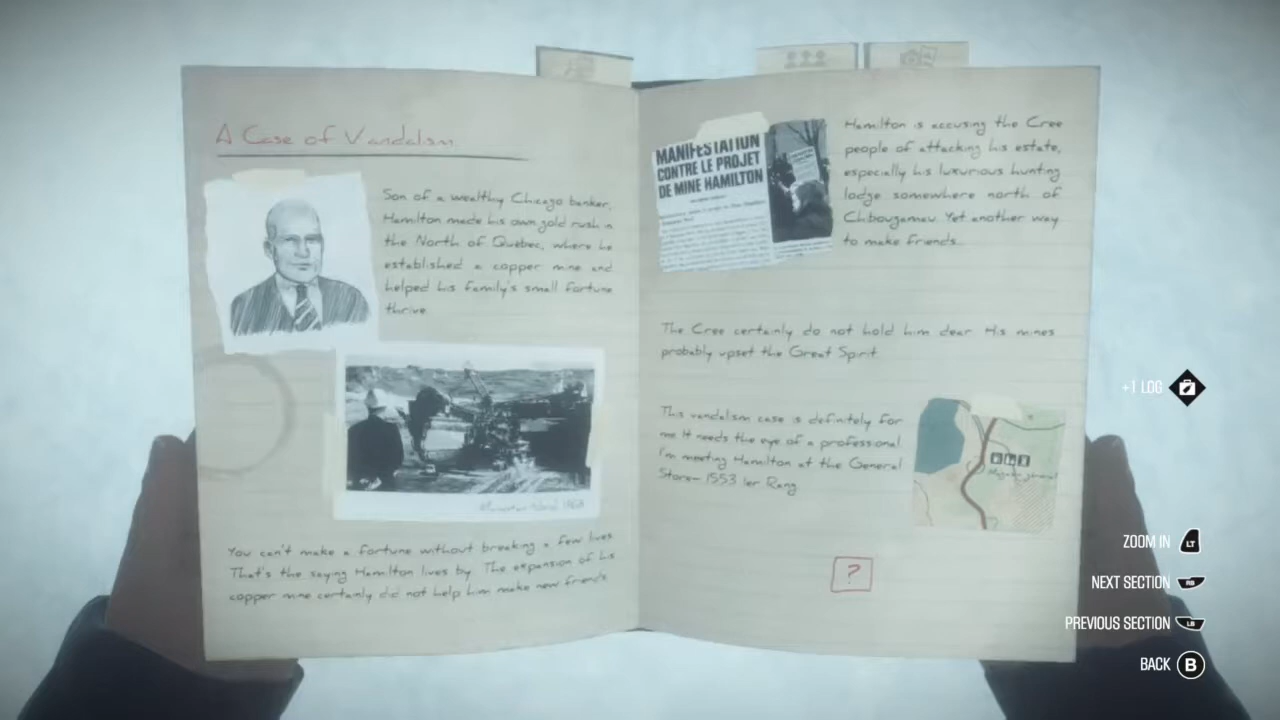 A Case of Vandalism
Son of a wealthy Chicago banker,
Hamilton made his own gold rush in
the North of Québec, where he
established a copper mine and
helped his family's small fortune
thrive.
You can't make a fortune without breaking a few lives.
That's the saying Hamilton lives by. The expansion of his
copper mine certainly did not help him make new friends.
MANIFESTATION
CONTRE LE PROJET
DE MINE HAMILTON
Hamilton is accusing the Cree
people of attacking his estate,
especially his luxurious hunting
lodge somewhere north of
Chibougamau. Yet another way
to make friends...
The Cree certainly do not hold him dear. His mines
probably upset the Great Spirit.
This vandalism case is definitely for
me. It needs the eye of a professional.
I'm meeting Hamilton at the General
Store- 1553 1er Rang.
Magasin général
?
+1 LOG
ZOOM IN LT
NEXT SECTION RB
PREVIOUS SECTION LB
BACK B